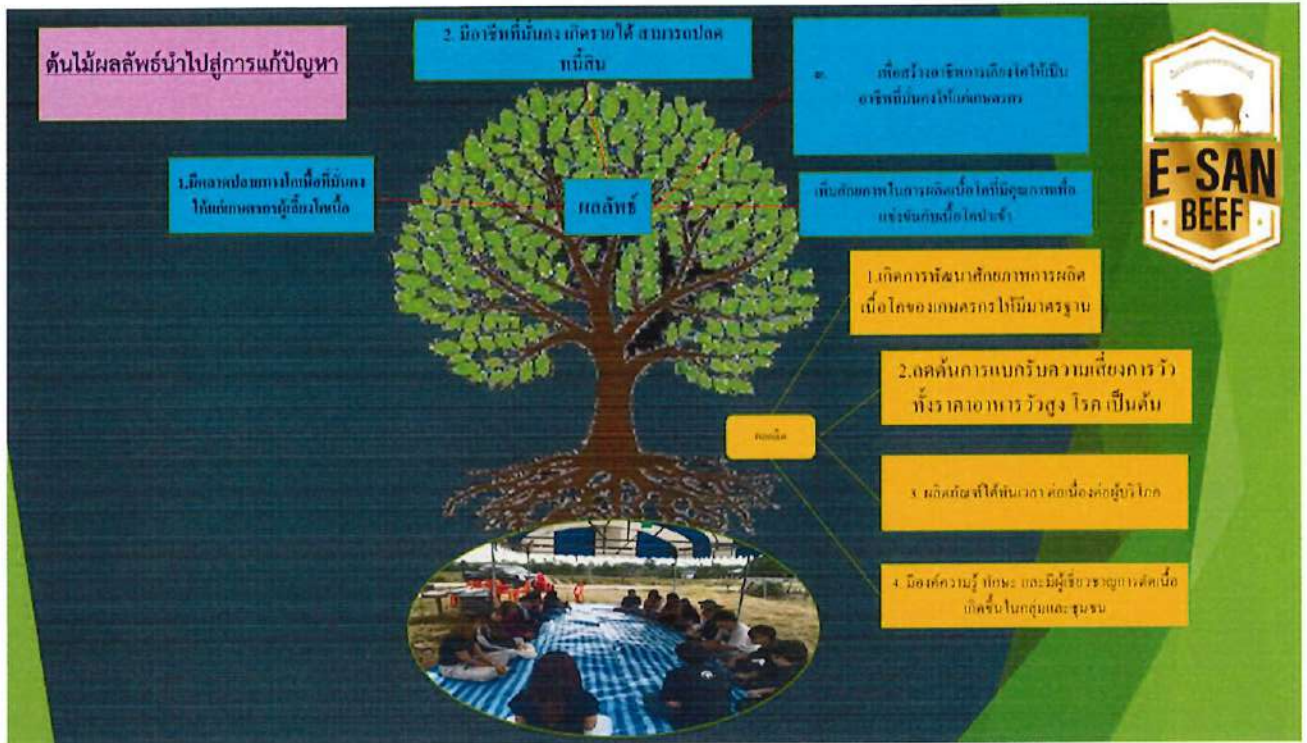 ต้นไม้ผลลัพธ์นำไปสู่การแก้ปัญหา
2. มีอาชีพที่มั่นคง เกิดรายได้ สามารถปลด
หนี้สิน
๓. เพื่อสร้างอาชีพการเลี้ยงโคให้เป็น
อาชีพที่มั่นคงให้แก่เกษตรกร
1.มีตลาดปลายทางโคเนื้อที่มั่นคง
ให้แก่เกษตรกรผู้เลี้ยงโคเนื้อ
ผลลัพธ์
เพิ่มศักยภาพในการผลิตเนื้อโคที่มีคุณภาพเพื่อ
แข่งขันกับเนื้อโคนำเข้า
E-SAN
BEEF
1.เกิดการพัฒนาศักยภาพการผลิต
เนื้อโคของเกษตรกรให้มีมาตรฐาน
2.ลดต้นการแบกรับความเสี่ยงการวัว
ทั้งราคาอาหารวัวสูง โรค เป็นต้น
ผลผลิต
3. ผลิตภัณฑ์ได้ทันเวลา ต่อเนื่องต่อผู้บริโภค
4. มีองค์ความรู้ ทักษะ และมีผู้เชี่ยวชาญการตัดเนื้อ
เกิดขึ้นในกลุ่มและชุมชน